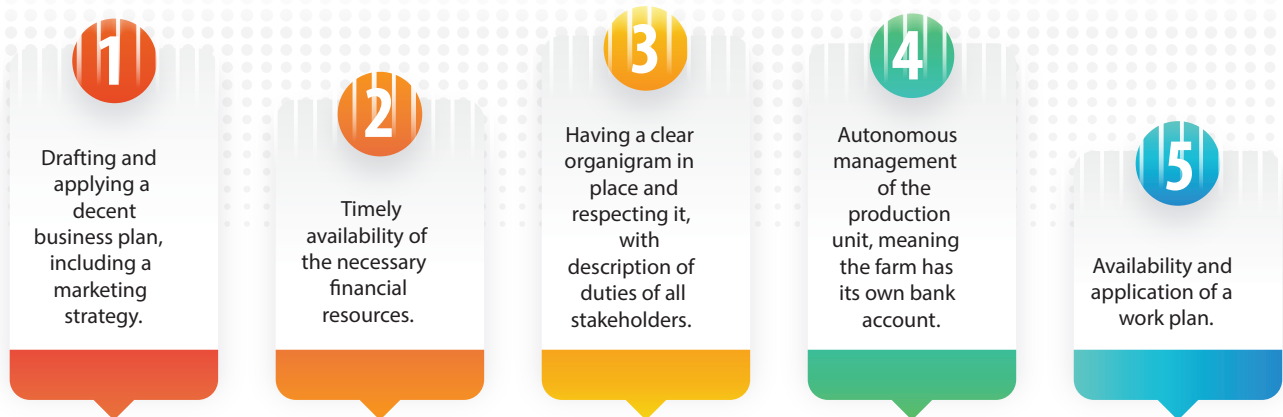 1
Drafting and
applying a
decent
business plan,
including a
marketing
strategy.
2
Timely
availability of
the necessary
financial
resources.
3
Having a clear
organigram in
place and
respecting it,
with
description of
duties of all
stakeholders.
4
Autonomous
management
of the
production
unit, meaning
the farm has
its own bank
account.
5
Availability and
application of a
work plan.